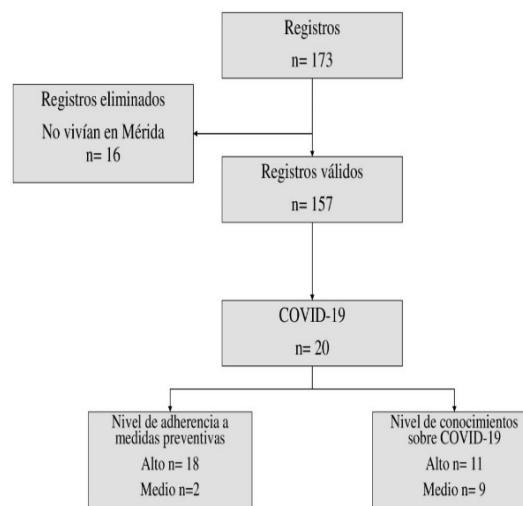 Registros
n= 173
Registros eliminados
No vivían en Mérida
n= 16
Registros válidos
n= 157
COVID-19
n= 20
Nivel de adherencia a
medidas preventivas
Alto n= 18
Medio n=2
Nivel de conocimientos
sobre COVID-19
Alto n= 11
Medio n= 9